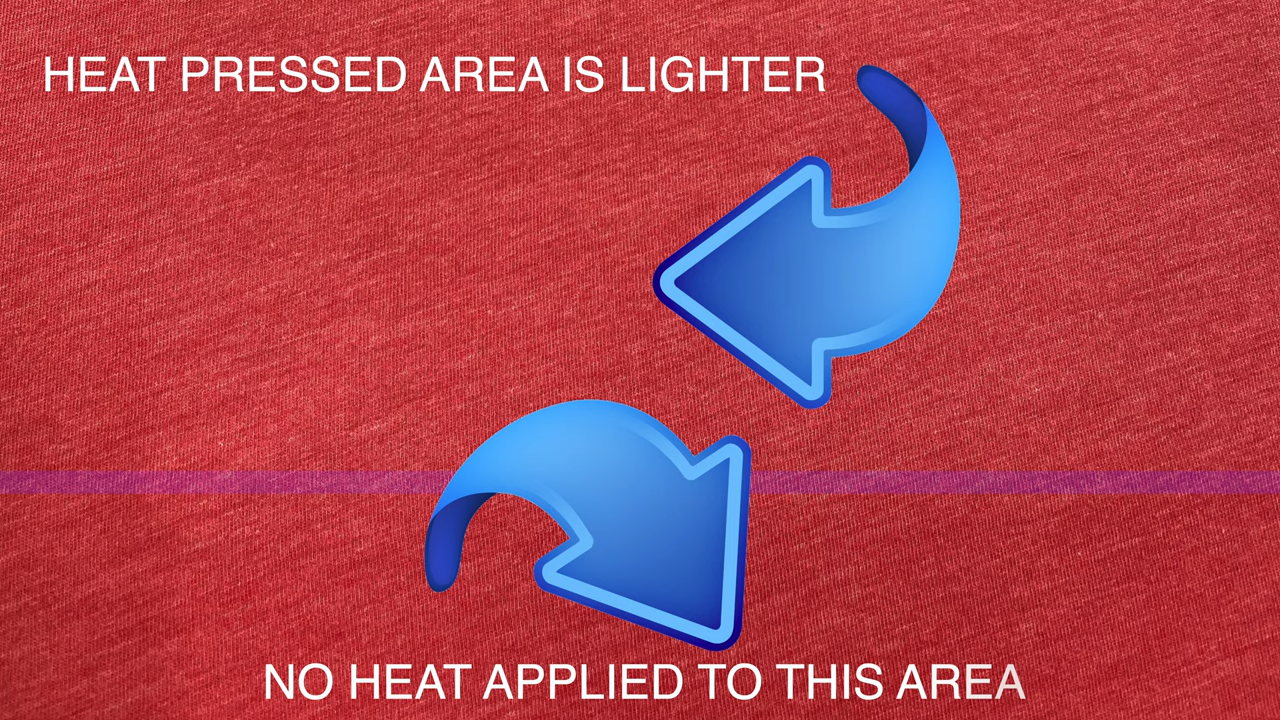 HEAT PRESSED AREA IS LIGHTER
NO HEAT APPLIED TO THIS AREA